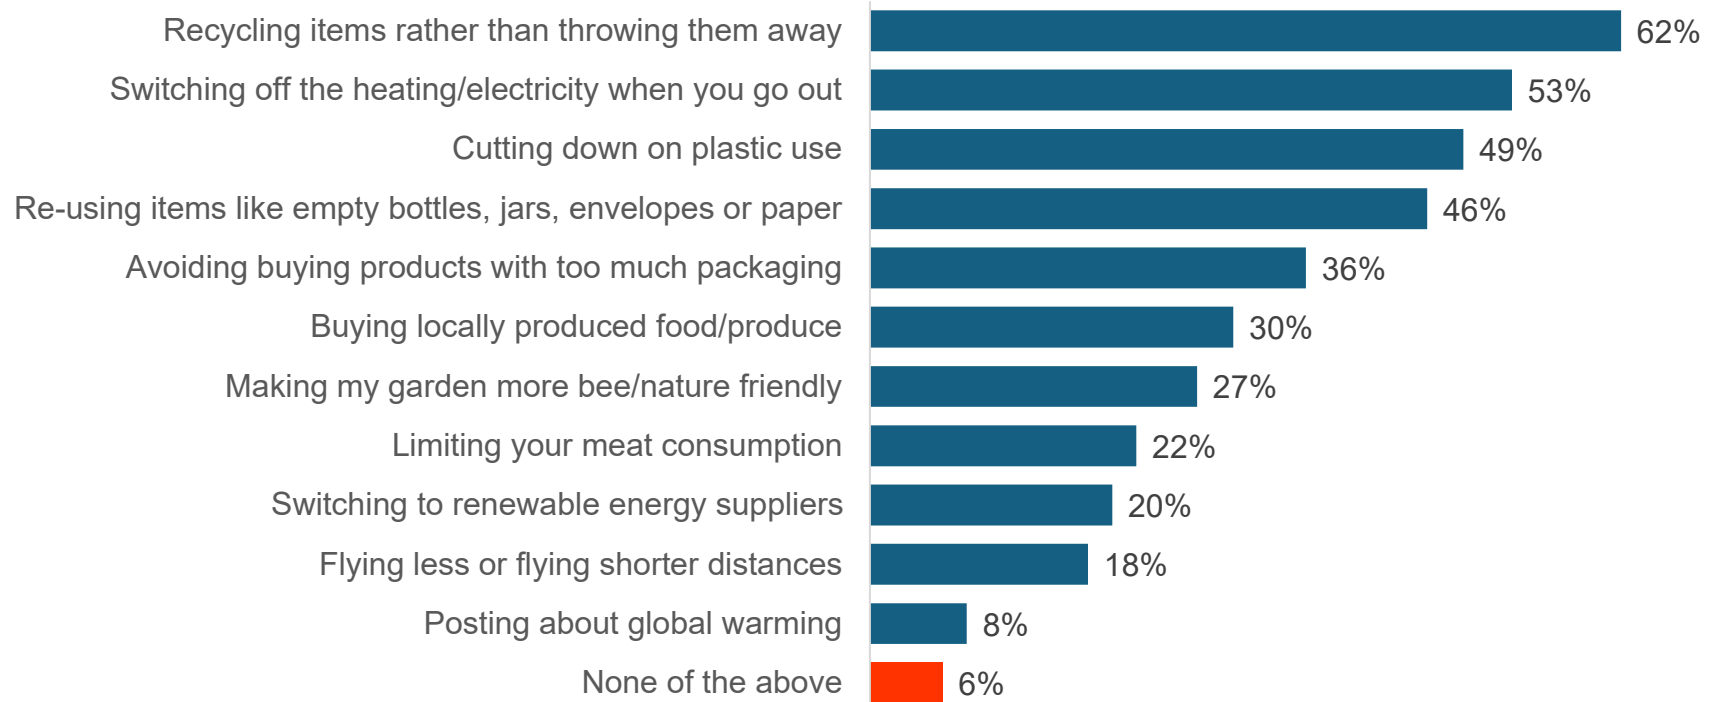 Recycling items rather than throwing them away 62%
Switching off the heating/electricity when you go out 53%
Cutting down on plastic use 49%
Re-using items like empty bottles, jars, envelopes or paper 46%
Avoiding buying products with too much packaging 36%
Buying locally produced food/produce 30%
Making my garden more bee/nature friendly 27%
Limiting your meat consumption 22%
Switching to renewable energy suppliers 20%
Flying less or flying shorter distances 18%
Posting about global warming 8%
None of the above 6%